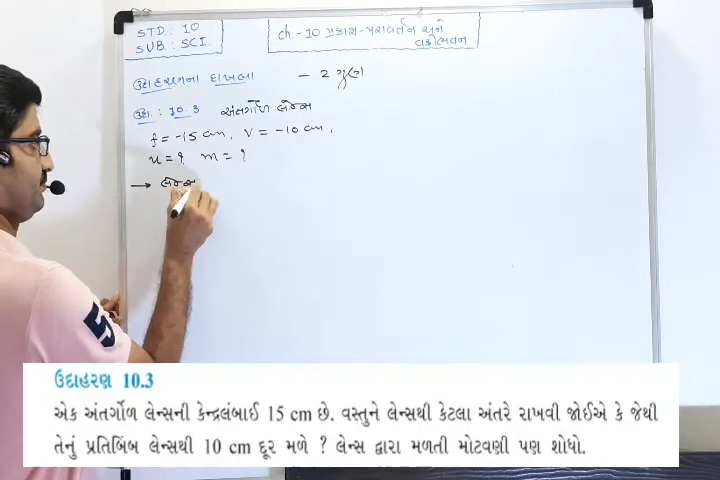 STD : 10
SUB : SCI.
ch. - 10 પ્રકાશ - પરાવર્તન અને
વક્રીભવન
ઉદાહરણના દાખલા - 2 ગુણ
ઉદા. : 10.3 અંતર્ગોળ લેન્સ
f = -15 cm, v = -10 cm,
u = ? m = ?
→ લેન્સ
5
ઉદાહરણ 10.3
એક અંતર્ગોળ લેન્સની કેન્દ્રલંબાઈ 15 cm છે. વસ્તુને લેન્સથી કેટલા અંતરે રાખવી જોઈએ કે જેથી
તેનું પ્રતિબિંબ લેન્સથી 10 cm દૂર મળે ? લેન્સ દ્વારા મળતી મોટવણી પણ શોધો.